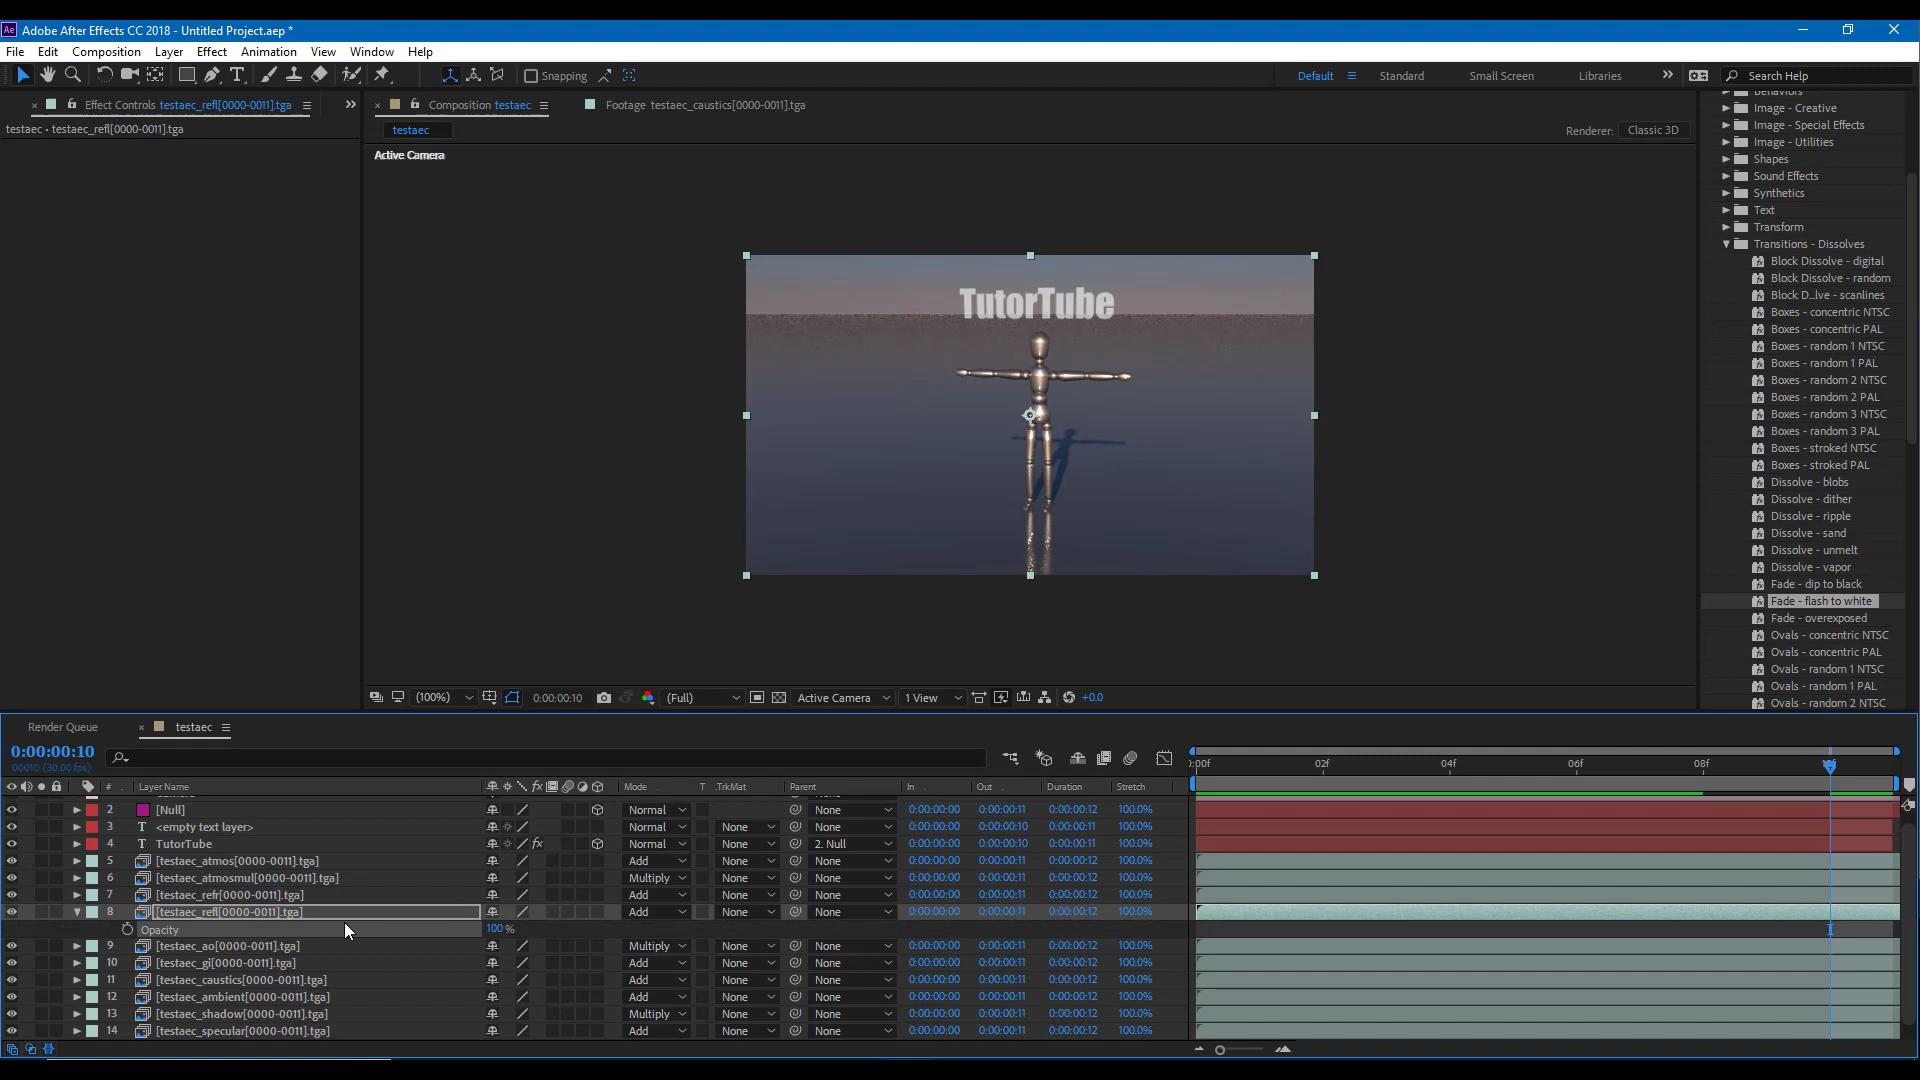 Ae Adobe After Effects CC 2018 - Untitled Project.aep *
File Edit Composition Layer Effect Animation View Window Help
Snapping Default Standard Small Screen Libraries Search Help
Effect Controls testaec_refl[0000-0011].tga
testaec • testaec_refl[0000-0011].tga
Composition testaec Footage testaec_caustics[0000-0011].tga
testaec
Renderer: Classic 3D
Active Camera
TutorTube
(100%) 0:00:00:10 (Full) Active Camera 1 View +0.0
Behaviors
Image - Creative
Image - Special Effects
Image - Utilities
Shapes
Sound Effects
Synthetics
Text
Transform
Transitions - Dissolves
Block Dissolve - digital
Block Dissolve - random
Block D...lve - scanlines
Boxes - concentric NTSC
Boxes - concentric PAL
Boxes - random 1 NTSC
Boxes - random 1 PAL
Boxes - random 2 NTSC
Boxes - random 2 PAL
Boxes - random 3 NTSC
Boxes - random 3 PAL
Boxes - stroked NTSC
Boxes - stroked PAL
Dissolve - blobs
Dissolve - dither
Dissolve - ripple
Dissolve - sand
Dissolve - unmelt
Dissolve - vapor
Fade - dip to black
Fade - flash to white
Fade - overexposed
Ovals - concentric NTSC
Ovals - concentric PAL
Ovals - random 1 NTSC
Ovals - random 1 PAL
Ovals - random 2 NTSC
Render Queue testaec
0:00:00:10
00010 (30.00 fps)
:00f 02f 04f 06f 08f
# Layer Name Mode T .TrkMat Parent In Out Duration Stretch
2 [Null] Normal None 0:00:00:00 0:00:00:11 0:00:00:12 100.0%
3 T <empty text layer> Normal None None 0:00:00:00 0:00:00:10 0:00:00:11 100.0%
4 T TutorTube fx Normal None 2. Null 0:00:00:00 0:00:00:10 0:00:00:11 100.0%
5 [testaec_atmos[0000-0011].tga] Add None None 0:00:00:00 0:00:00:11 0:00:00:12 100.0%
6 [testaec_atmosmul[0000-0011].tga] Multiply None None 0:00:00:00 0:00:00:11 0:00:00:12 100.0%
7 [testaec_refr[0000-0011].tga] Add None None 0:00:00:00 0:00:00:11 0:00:00:12 100.0%
8 [testaec_refl[0000-0011].tga] Add None None 0:00:00:00 0:00:00:11 0:00:00:12 100.0%
Opacity 100 %
9 [testaec_ao[0000-0011].tga] Multiply None None 0:00:00:00 0:00:00:11 0:00:00:12 100.0%
10 [testaec_gi[0000-0011].tga] Add None None 0:00:00:00 0:00:00:11 0:00:00:12 100.0%
11 [testaec_caustics[0000-0011].tga] Add None None 0:00:00:00 0:00:00:11 0:00:00:12 100.0%
12 [testaec_ambient[0000-0011].tga] Add None None 0:00:00:00 0:00:00:11 0:00:00:12 100.0%
13 [testaec_shadow[0000-0011].tga] Multiply None None 0:00:00:00 0:00:00:11 0:00:00:12 100.0%
14 [testaec_specular[0000-0011].tga] Add None None 0:00:00:00 0:00:00:11 0:00:00:12 100.0%